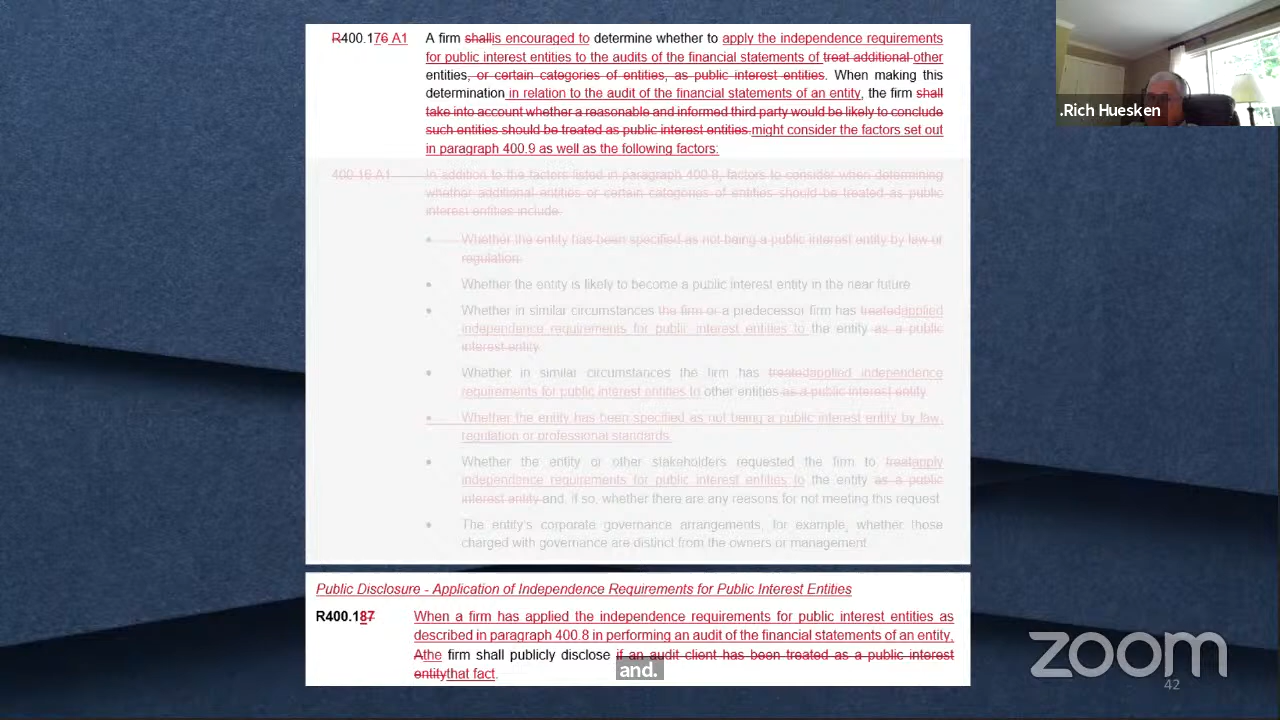 R400.176 A1 A firm shallis encouraged to determine whether to apply the independence requirements
for public interest entities to the audits of the financial statements of treat additional other
entities, or certain categories of entities, as public interest entities. When making this
determination in relation to the audit of the financial statements of an entity, the firm shall
take into account whether a reasonable and informed third party would be likely to conclude
such entities should be treated as public interest entities might consider the factors set out
in paragraph 400.9 as well as the following factors:
400.16 A1 In addition to the factors listed in paragraph 400.8, factors to consider when determining
whether additional entities or certain categories of entities should be treated as public
interest entities include:
• Whether the entity has been specified as not being a public interest entity by law or
regulation.
• Whether the entity is likely to become a public interest entity in the near future
• Whether in similar circumstances the firm or a predecessor firm has treatedapplied
independence requirements for public interest entities to the entity as a public
interest entity.
• Whether in similar circumstances the firm has treatedapplied independence
requirements for public interest entities to other entities as a public interest entity.
• Whether the entity has been specified as not being a public interest entity by law,
regulation or professional standards.
• Whether the entity or other stakeholders requested the firm to treatapply
independence requirements for public interest entities to the entity as a public
interest entity and, if so, whether there are any reasons for not meeting this request
• The entity's corporate governance arrangements, for example, whether those
charged with governance are distinct from the owners or management
Public Disclosure - Application of Independence Requirements for Public Interest Entities
R400.187 When a firm has applied the independence requirements for public interest entities as
described in paragraph 400.8 in performing an audit of the financial statements of an entity,
Athe firm shall publicly disclose if an audit client has been treated as a public interest
entitythat fact.
and.
.Rich Huesken
zoom
42